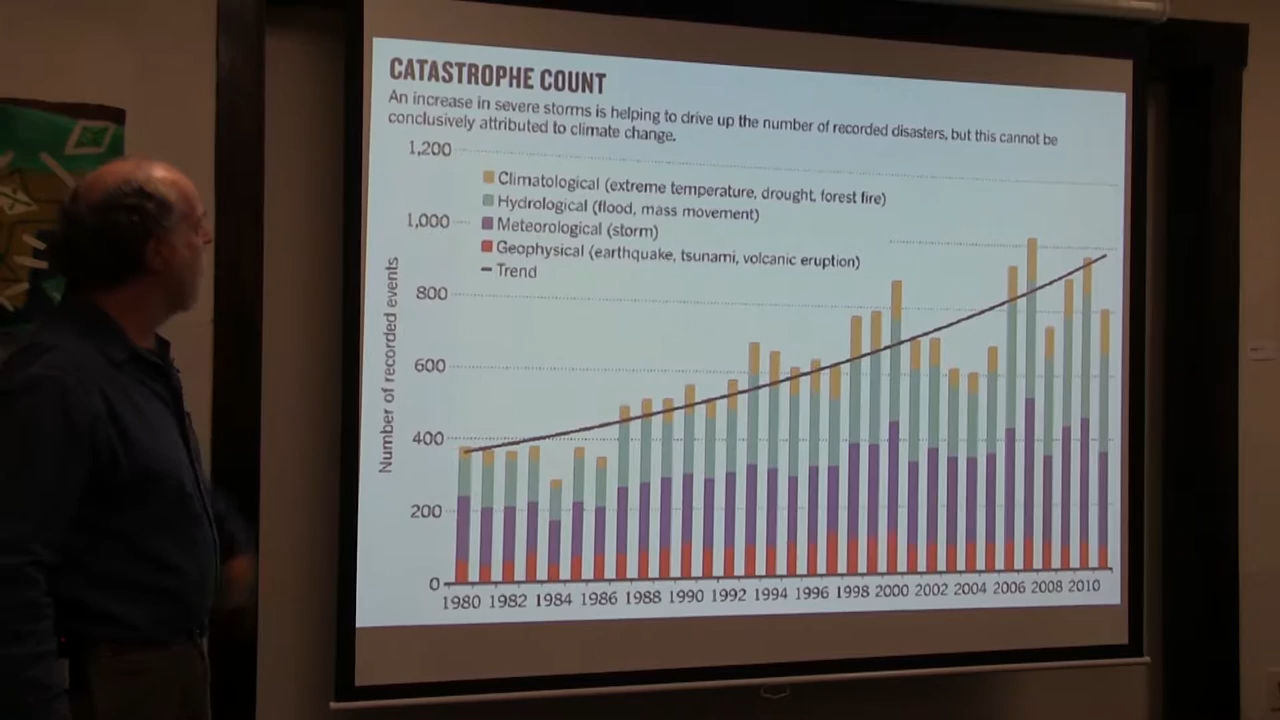 CATASTROPHE COUNT
An increase in severe storms is helping to drive up the number of recorded disasters, but this cannot be
conclusively attributed to climate change.
1,200
Climatological (extreme temperature, drought, forest fire)
Hydrological (flood, mass movement)
1,000
Meteorological (storm)
Geophysical (earthquake, tsunami, volcanic eruption)
Trend
800
600
400
200
0
Number of recorded events
1980 1982 1984 1986 1988 1990 1992 1994 1996 1998 2000 2002 2004 2006 2008 2010